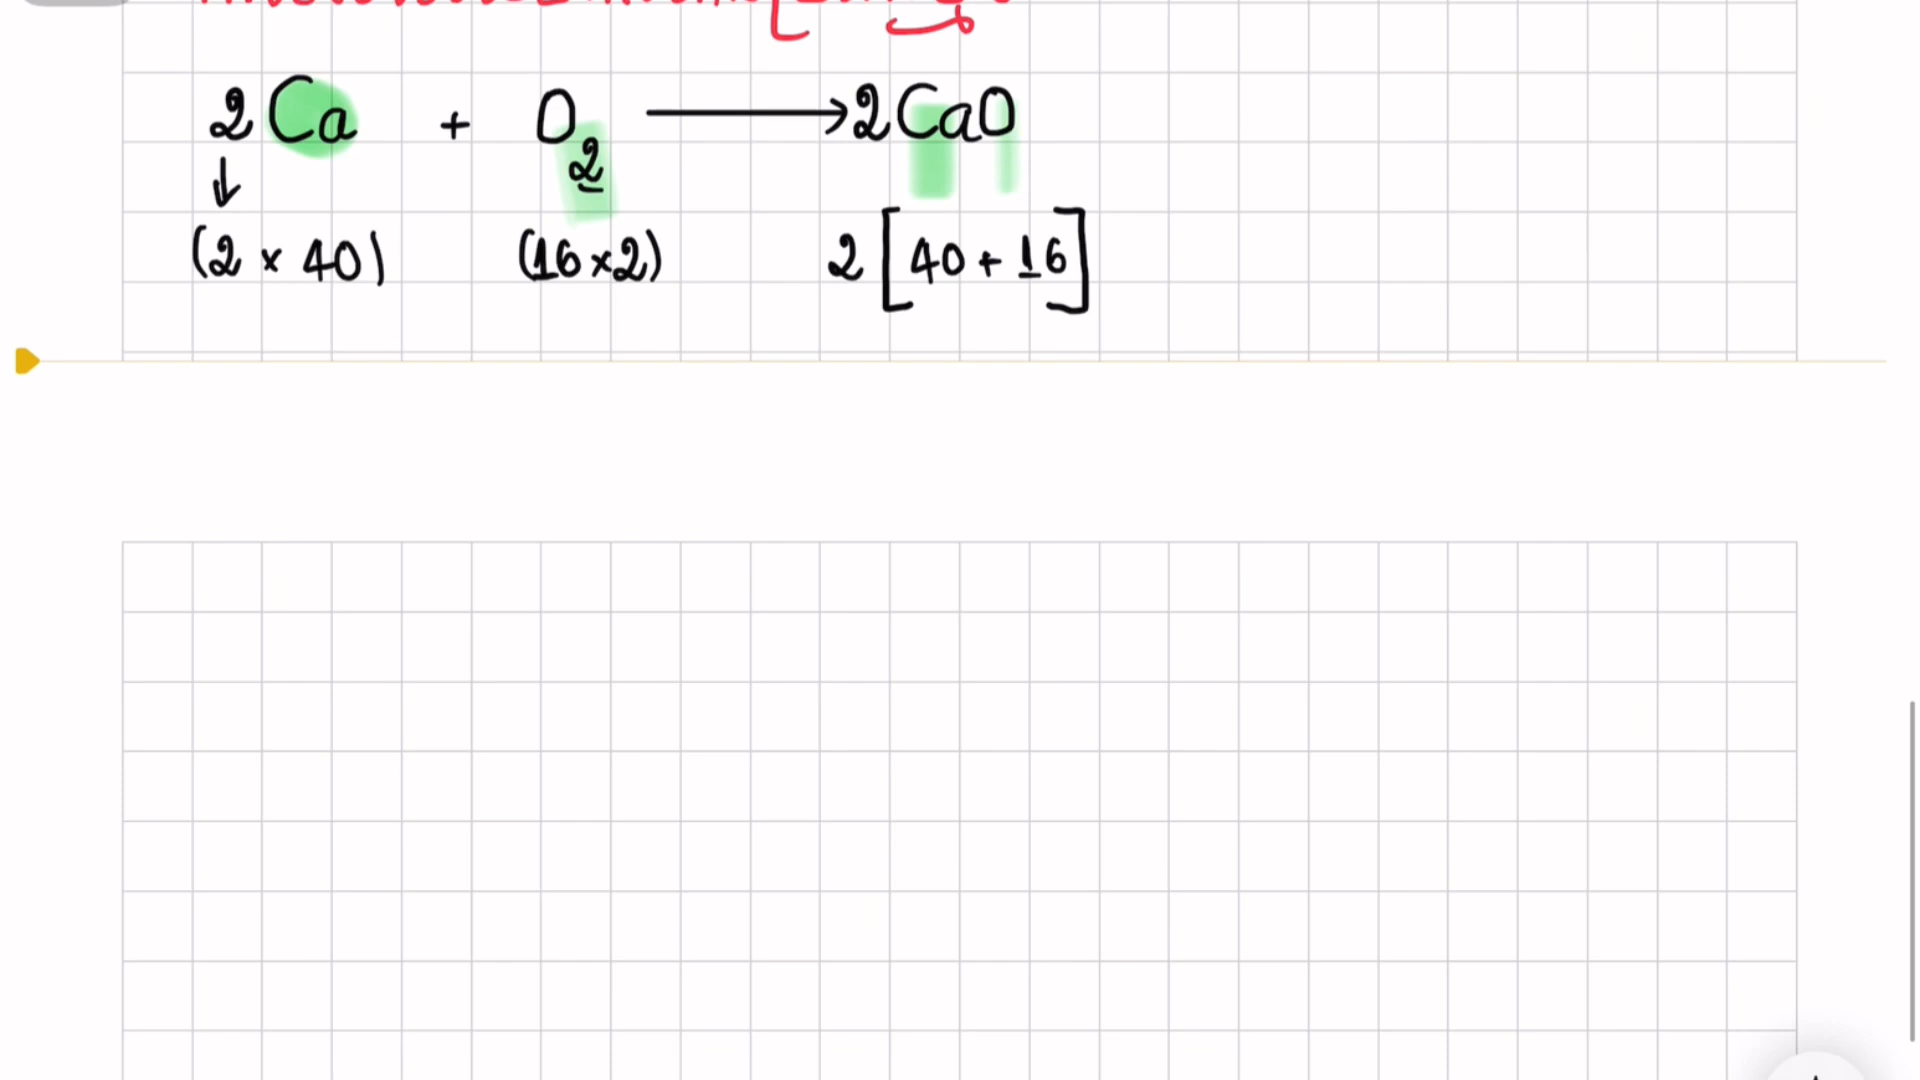 2Ca + O₂ ⟶ 2CaO
↓
(2 × 40) (16 × 2) 2[40 + 16]